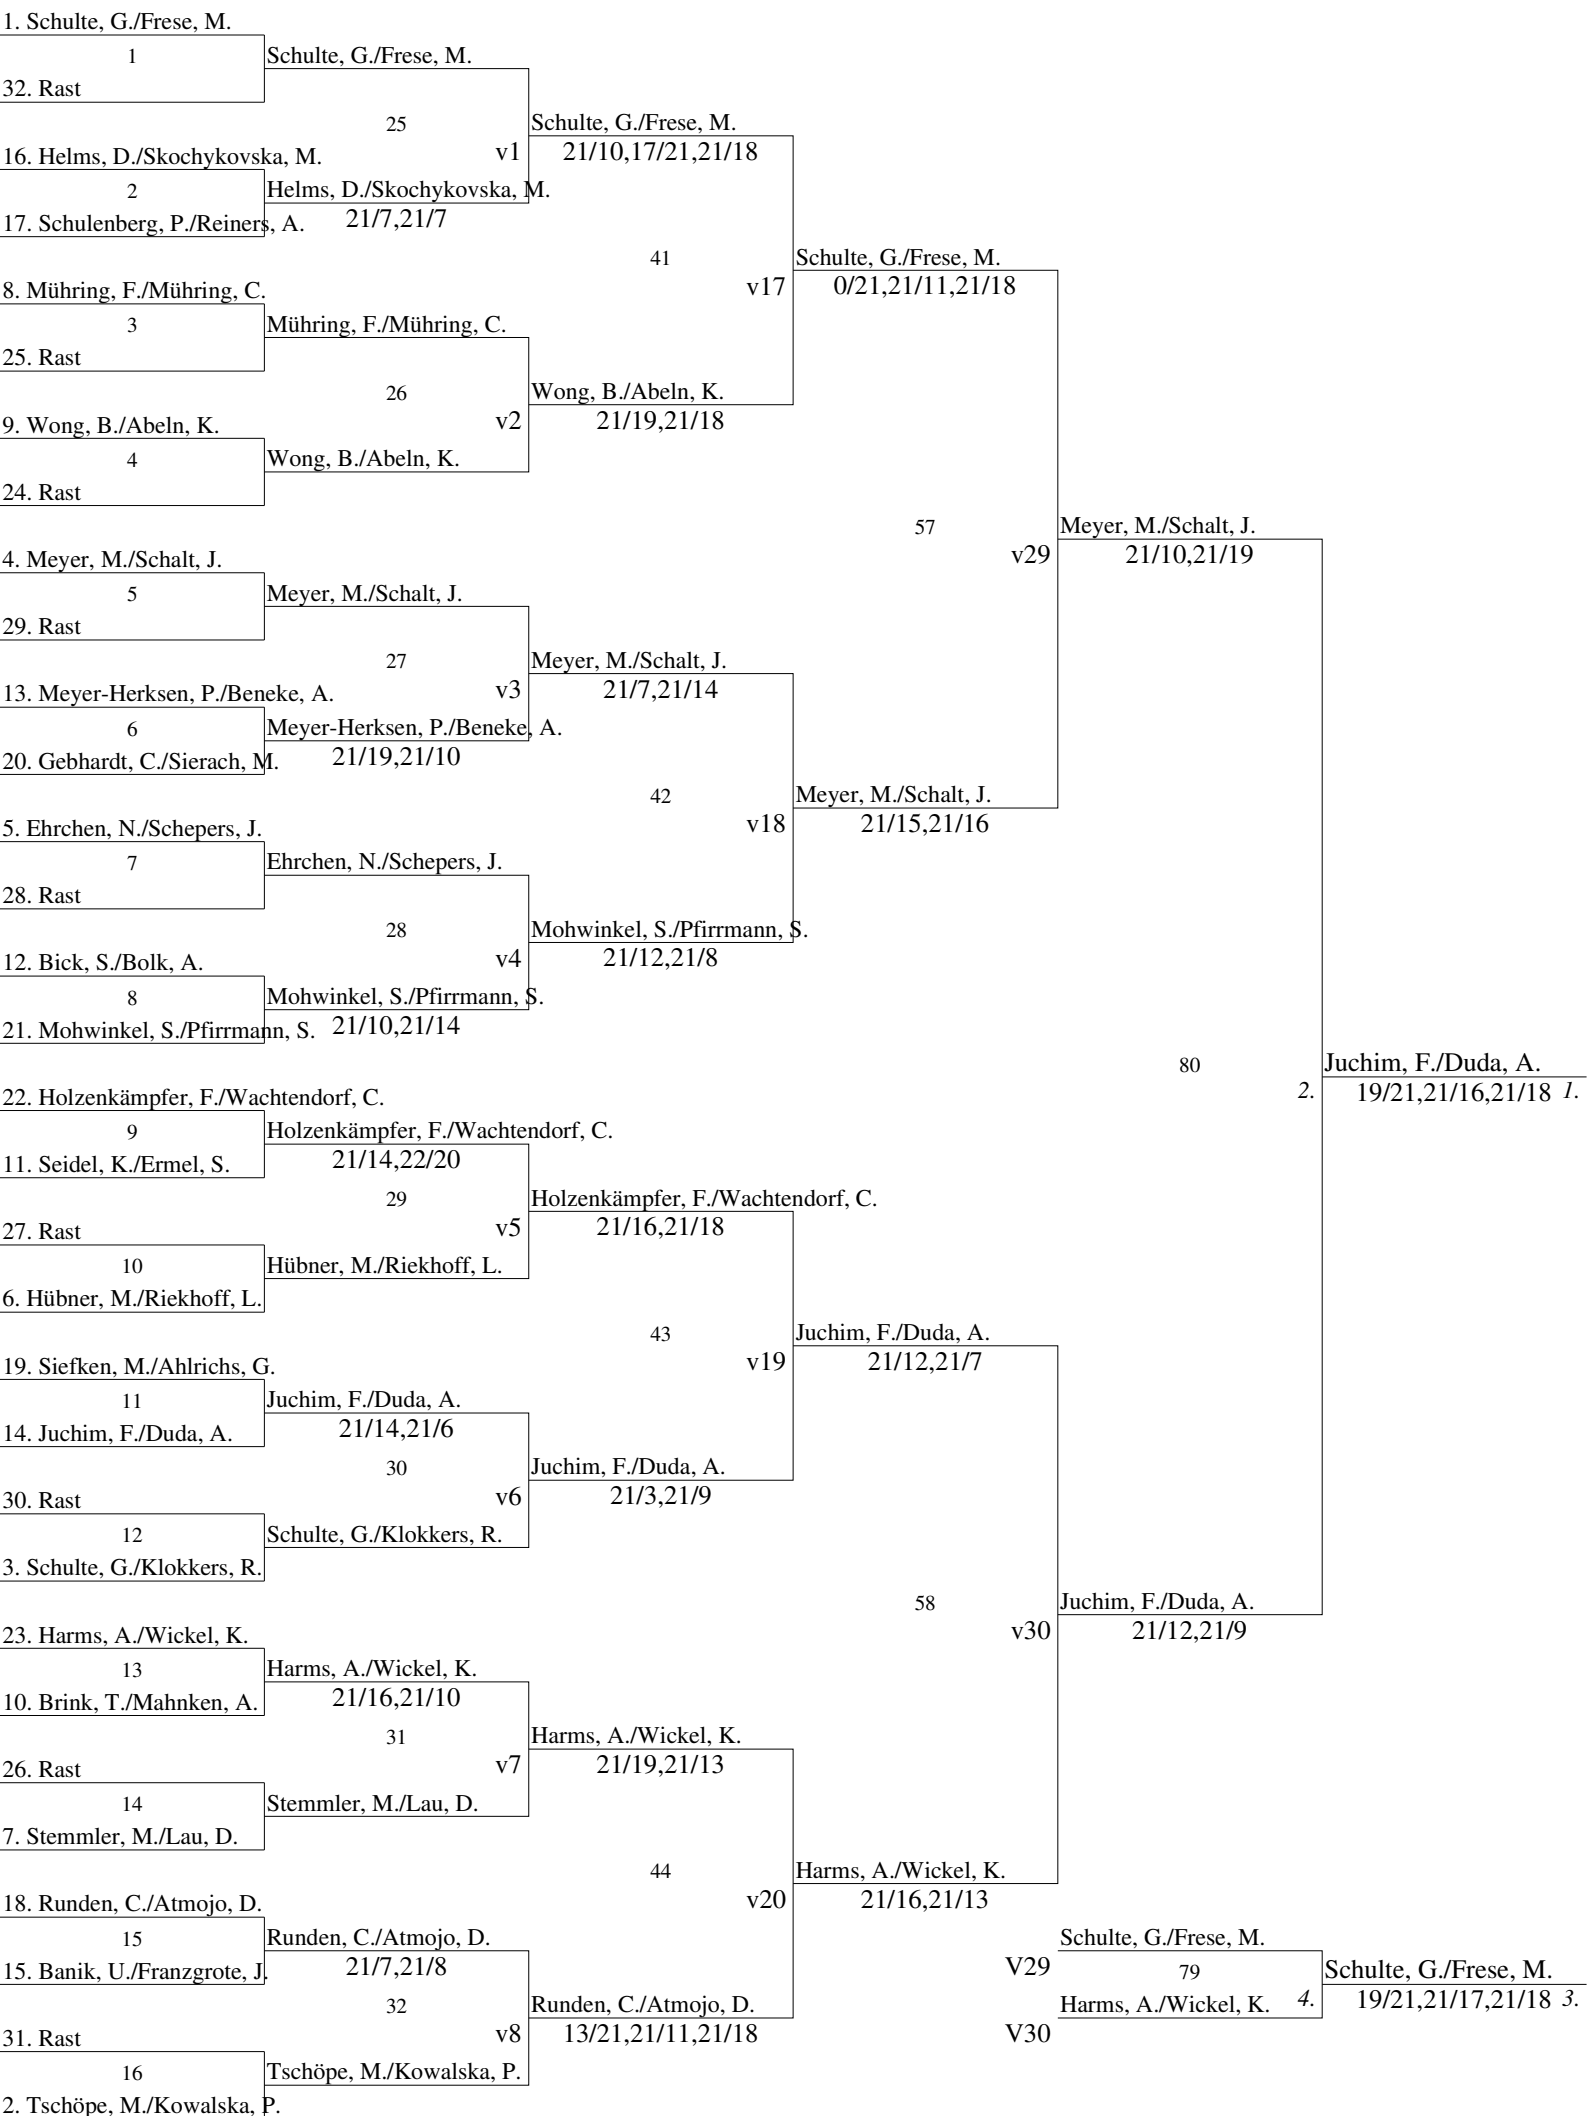 1. Schulte, G./Frese, M.
1
Schulte, G./Frese, M.
32. Rast
25
Schulte, G./Frese, M.
16. Helms, D./Skochykovska, M.
v1
21/10,17/21,21/18
2
Helms, D./Skochykovska, M.
17. Schulenberg, P./Reiners, A.
21/7,21/7
41
Schulte, G./Frese, M.
8. Mühring, F./Mühring, C.
v17
0/21,21/11,21/18
3
Mühring, F./Mühring, C.
25. Rast
26
Wong, B./Abeln, K.
9. Wong, B./Abeln, K.
v2
21/19,21/18
4
Wong, B./Abeln, K.
24. Rast
57
Meyer, M./Schalt, J.
4. Meyer, M./Schalt, J.
v29
21/10,21/19
5
Meyer, M./Schalt, J.
29. Rast
27
Meyer, M./Schalt, J.
13. Meyer-Herksen, P./Beneke, A.
v3
21/7,21/14
6
Meyer-Herksen, P./Beneke, A.
20. Gebhardt, C./Sierach, M.
21/19,21/10
42
Meyer, M./Schalt, J.
5. Ehrchen, N./Schepers, J.
v18
21/15,21/16
7
Ehrchen, N./Schepers, J.
28. Rast
28
Mohwinkel, S./Pfirrmann, S.
12. Bick, S./Bolk, A.
v4
21/12,21/8
8
Mohwinkel, S./Pfirrmann, S.
21. Mohwinkel, S./Pfirrmann, S.
21/10,21/14
80
Juchim, F./Duda, A.
22. Holzenkämpfer, F./Wachtendorf, C.
2.
19/21,21/16,21/18 1.
9
Holzenkämpfer, F./Wachtendorf, C.
11. Seidel, K./Ermel, S.
21/14,22/20
29
Holzenkämpfer, F./Wachtendorf, C.
27. Rast
v5
21/16,21/18
10
Hübner, M./Riekhoff, L.
6. Hübner, M./Riekhoff, L.
43
Juchim, F./Duda, A.
19. Siefken, M./Ahlrichs, G.
v19
21/12,21/7
11
Juchim, F./Duda, A.
14. Juchim, F./Duda, A.
21/14,21/6
30
Juchim, F./Duda, A.
30. Rast
v6
21/3,21/9
12
Schulte, G./Klokkers, R.
3. Schulte, G./Klokkers, R.
58
Juchim, F./Duda, A.
23. Harms, A./Wickel, K.
v30
21/12,21/9
13
Harms, A./Wickel, K.
10. Brink, T./Mahnken, A.
21/16,21/10
31
Harms, A./Wickel, K.
26. Rast
v7
21/19,21/13
14
Stemmler, M./Lau, D.
7. Stemmler, M./Lau, D.
44
Harms, A./Wickel, K.
18. Runden, C./Atmojo, D.
v20
21/16,21/13
15
Runden, C./Atmojo, D.
Schulte, G./Frese, M.
15. Banik, U./Franzgrote, J.
21/7,21/8
V29
79
Schulte, G./Frese, M.
32
Runden, C./Atmojo, D.
Harms, A./Wickel, K.
4.
19/21,21/17,21/18 3.
31. Rast
v8
13/21,21/11,21/18
V30
16
Tschöpe, M./Kowalska, P.
2. Tschöpe, M./Kowalska, P.